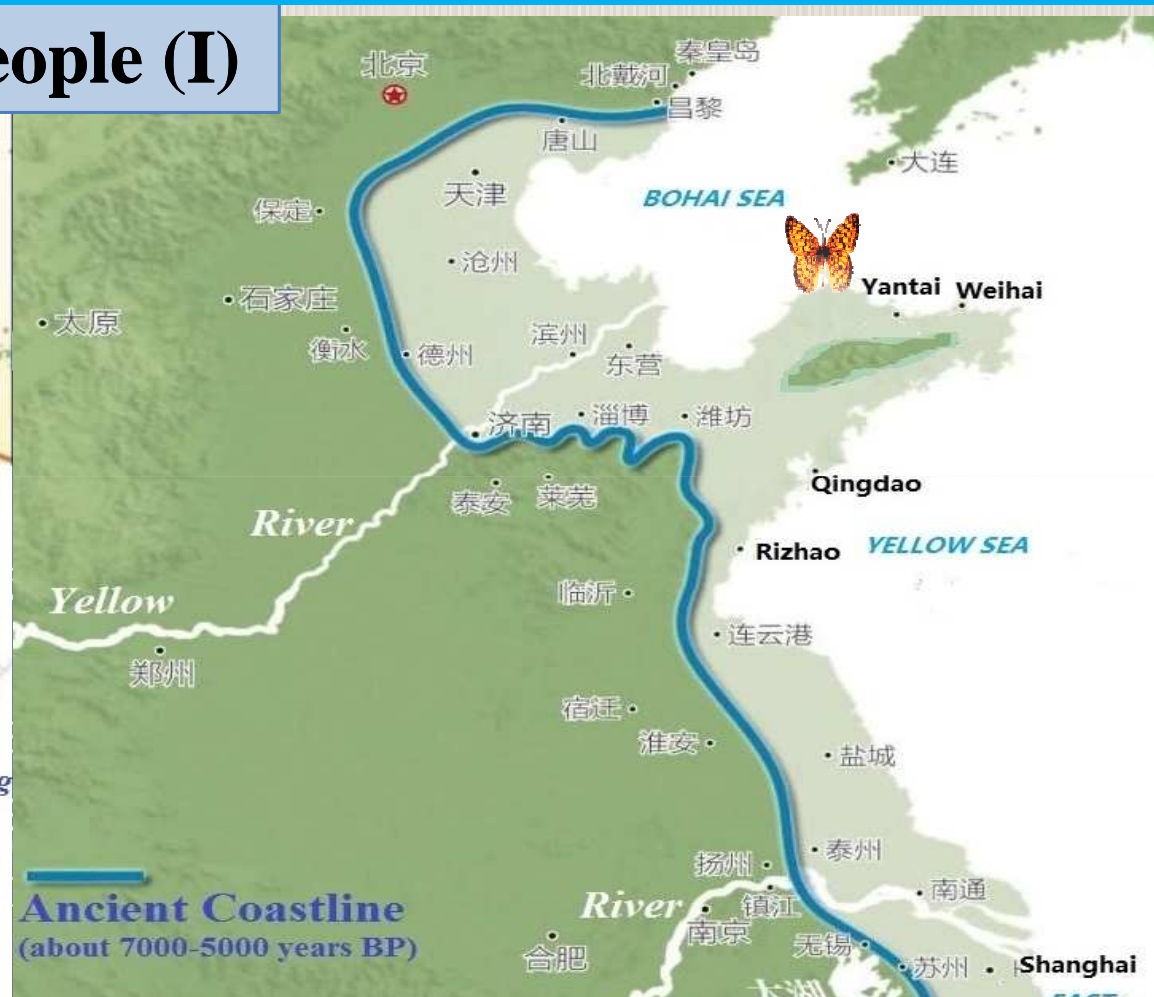 eople (I)
北京
秦皇岛
北戴河
昌黎
唐山
大连
天津
BOHAI SEA
保定
沧州
Yantai
Weihai
石家庄
太原
滨州
衡水
德州
东营
济南
淄博
潍坊
Qingdao
泰安
莱芜
River
Rizhao
YELLOW SEA
临沂
Yellow
连云港
郑州
宿迁
淮安
盐城
g
泰州
扬州
南通
Ancient Coastline
River
镇江
南京
(about 7000-5000 years BP)
无锡
合肥
苏州
Shanghai
太湖
EAST